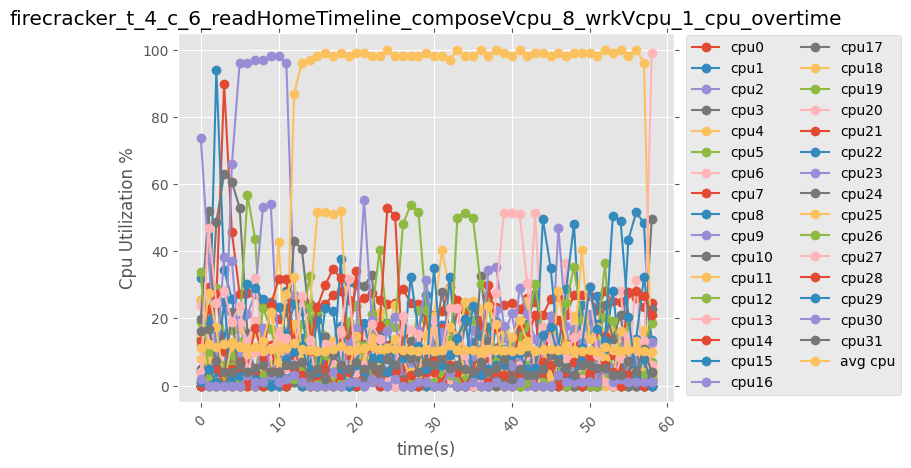 firecracker_t_4_c_6_readHomeTimeline_composeVcpu_8_wrkVcpu_1_cpu_overtime
Cpu Utilization %
100
80
60
40
20
0
0
10
20
30
40
50
60
time(s)
cpu0
cpu1
cpu2
cpu3
cpu4
cpu5
cpu6
cpu7
cpu8
cpu9
cpu10
cpu11
cpu12
cpu13
cpu14
cpu15
cpu16
cpu17
cpu18
cpu19
cpu20
cpu21
cpu22
cpu23
cpu24
cpu25
cpu26
cpu27
cpu28
cpu29
cpu30
cpu31
avg cpu